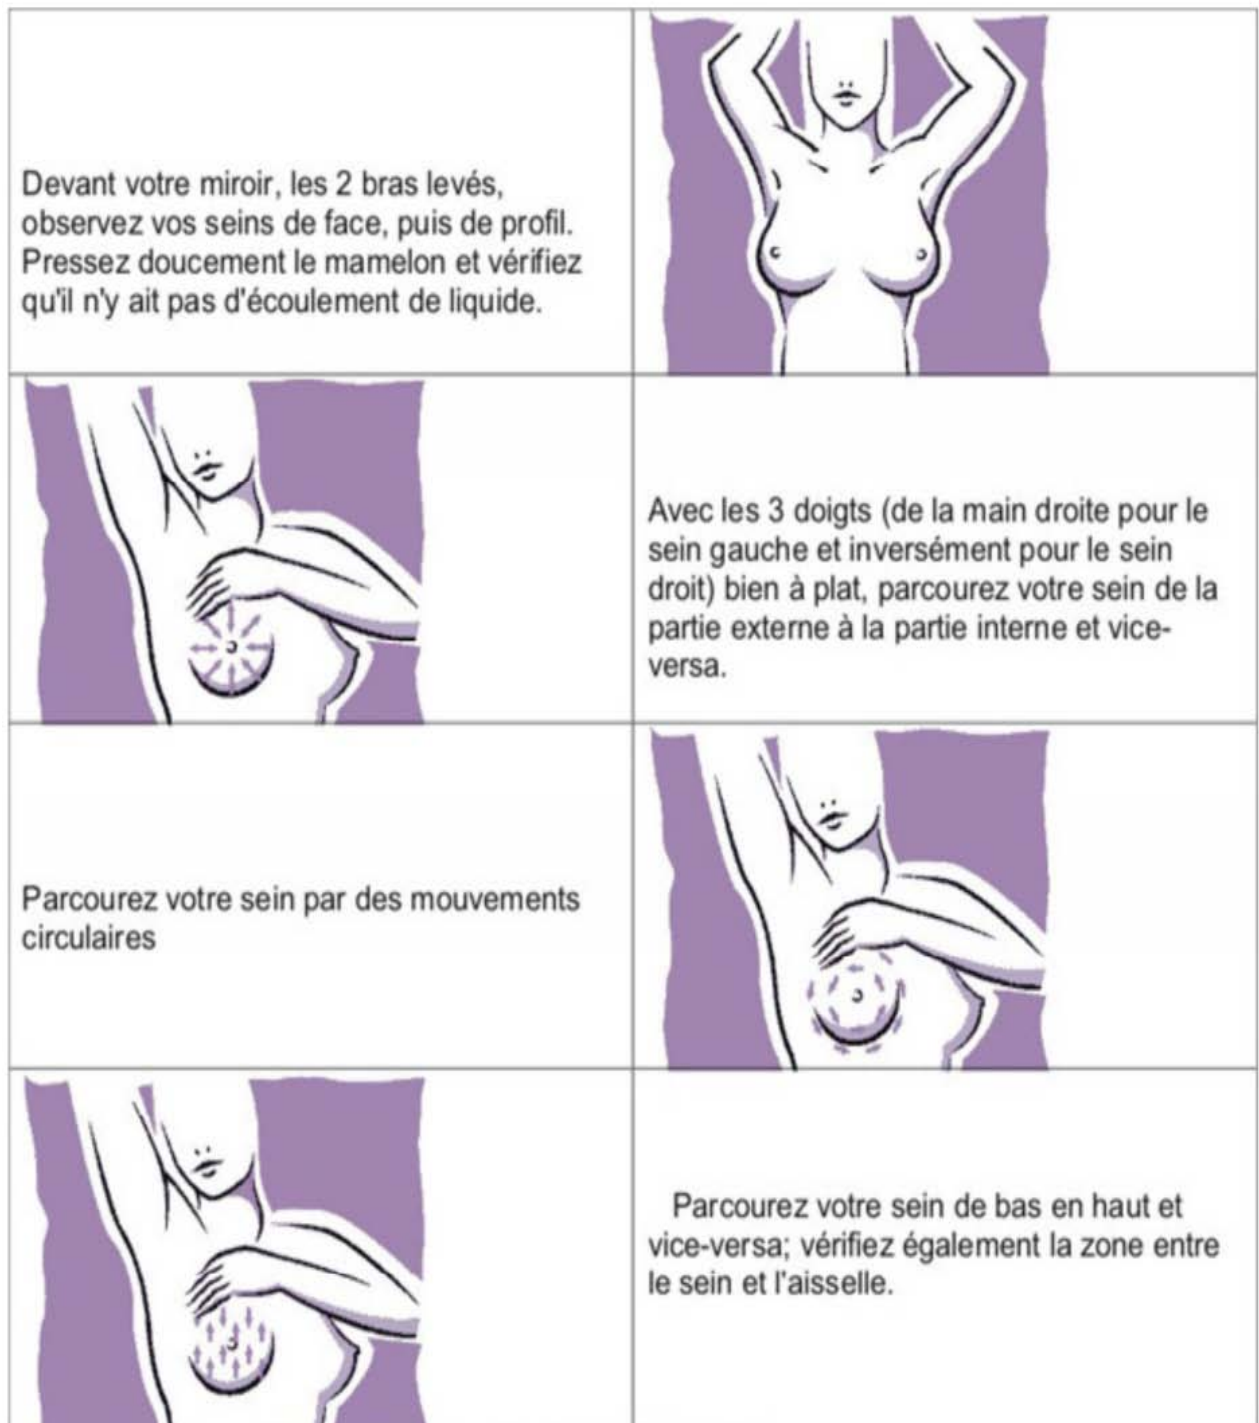 Devant votre miroir, les 2 bras levés,
observez vos seins de face, puis de profil.
Pressez doucement le mamelon et vérifiez
qu'il n'y ait pas d'écoulement de liquide.
Avec les 3 doigts (de la main droite pour le
sein gauche et inversément pour le sein
droit) bien à plat, parcourez votre sein de la
partie externe à la partie interne et vice-
versa.
Parcourez votre sein par des mouvements
circulaires
Parcourez votre sein de bas en haut et
vice-versa; vérifiez également la zone entre
le sein et l'aisselle.